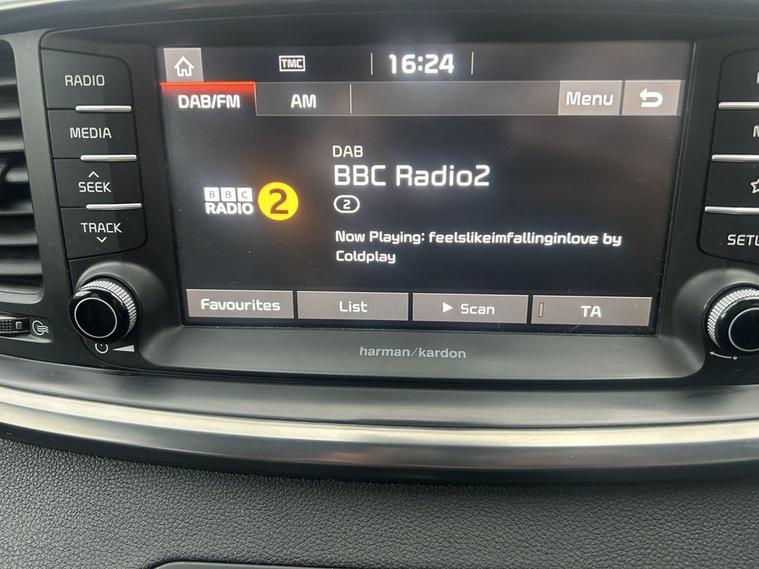 RADIO
MEDIA
SEEK
TRACK
TMC
16:24
DAB/FM
AM
Menu
DAB
BBC Radio2
2
BBC
RADIO 2
Now Playing: feelslikeimfallinginlove by
Coldplay
Favourites
List
Scan
TA
harman/kardon